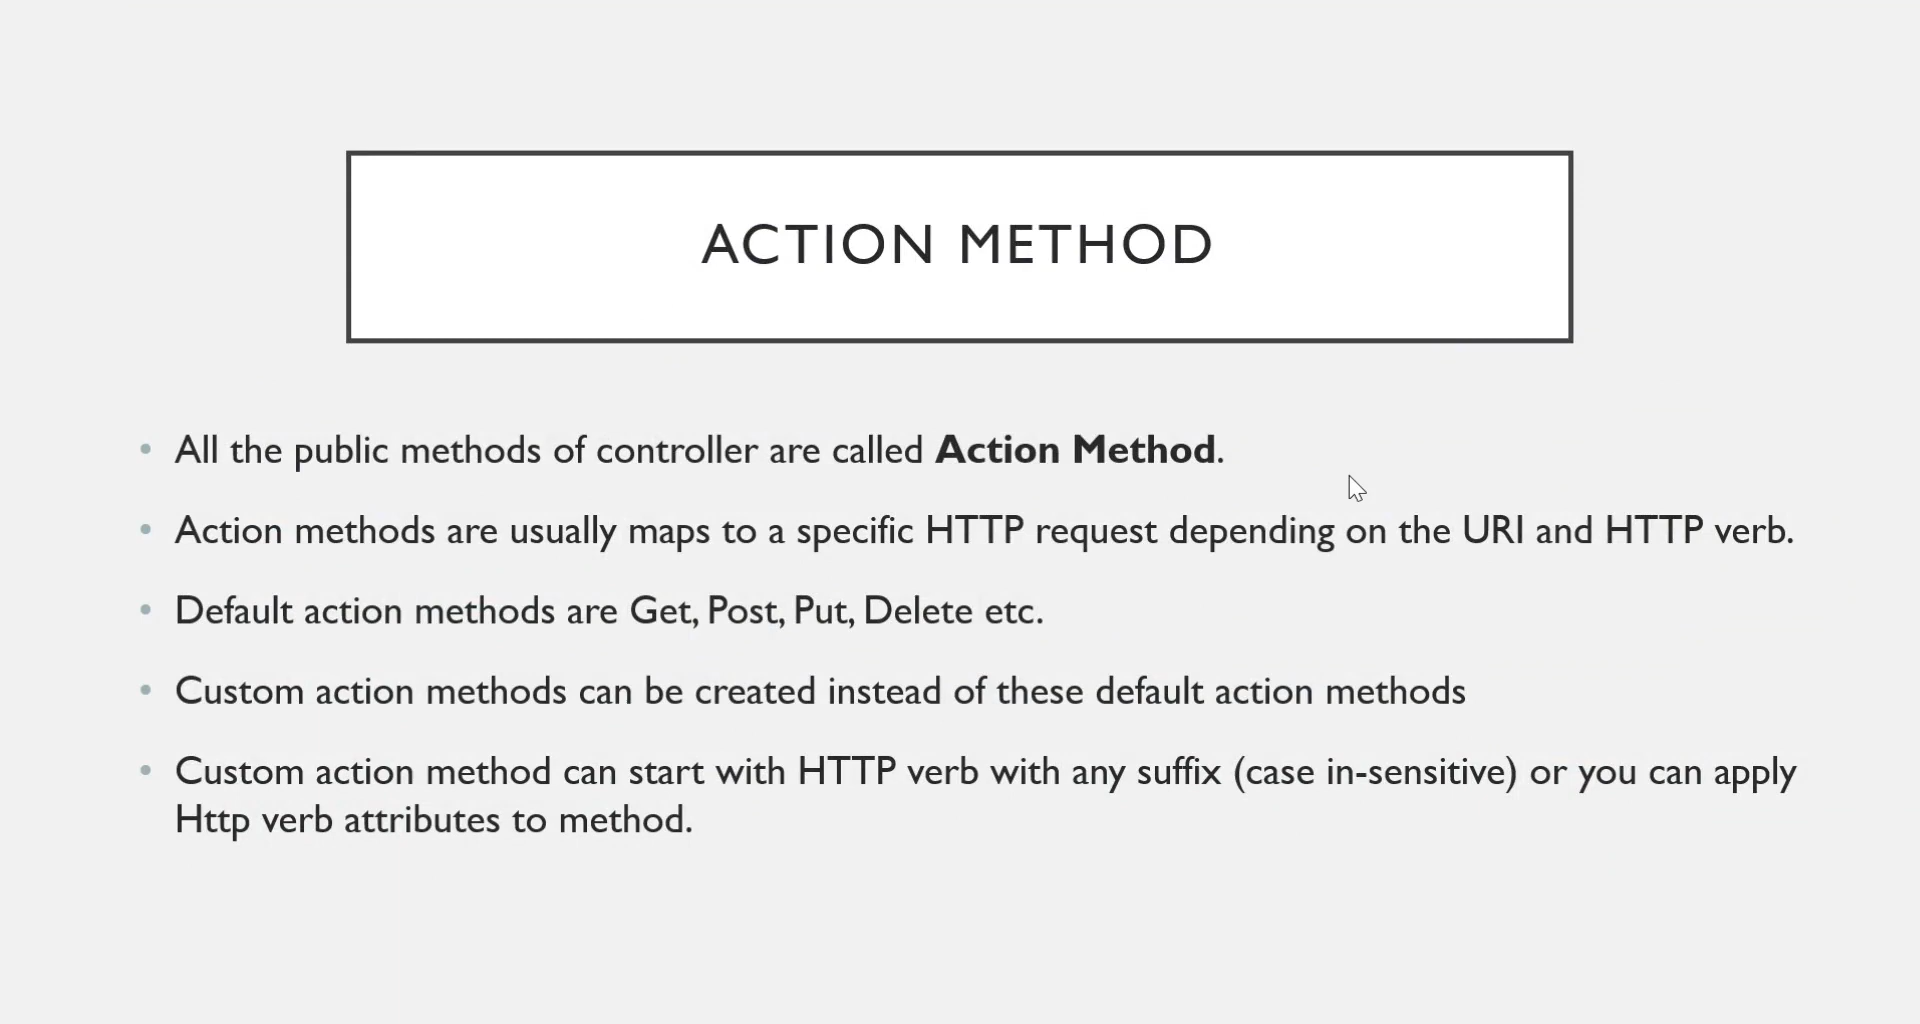 ACTION METHOD
• All the public methods of controller are called Action Method.
• Action methods are usually maps to a specific HTTP request depending on the URI and HTTP verb.
• Default action methods are Get, Post, Put, Delete etc.
• Custom action methods can be created instead of these default action methods
• Custom action method can start with HTTP verb with any suffix (case in-sensitive) or you can apply
Http verb attributes to method.